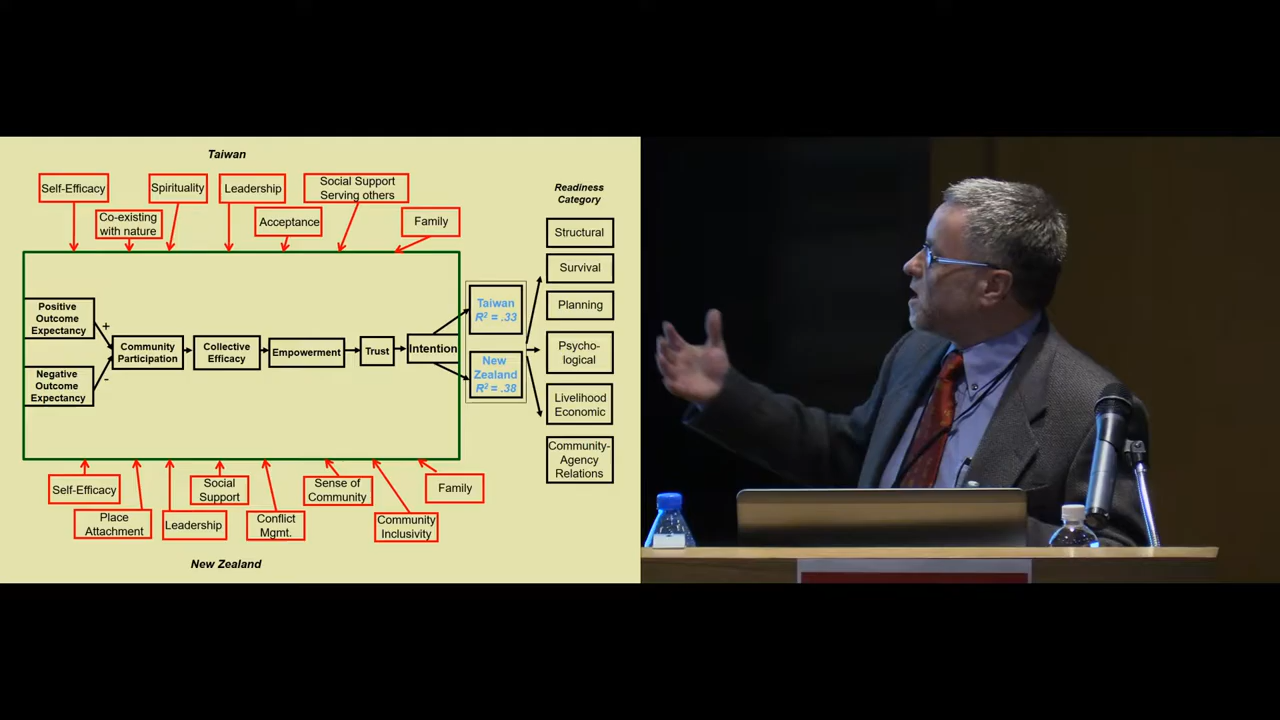 Taiwan
Self-Efficacy
Co-existing
with nature
Spirituality
Leadership
Acceptance
Social Support
Serving others
Family
Readiness
Category
Structural
Survival
Planning
Psycho-
logical
Livelihood
Economic
Community-
Agency
Relations
Positive
Outcome
Expectancy
+
Negative
Outcome
Expectancy
-
Community
Participation
Collective
Efficacy
Empowerment
Trust
Intention
Taiwan
R² = .33
New
Zealand
R² = .38
Self-Efficacy
Place
Attachment
Leadership
Social
Support
Conflict
Mgmt.
Sense of
Community
Community
Inclusivity
Family
New Zealand